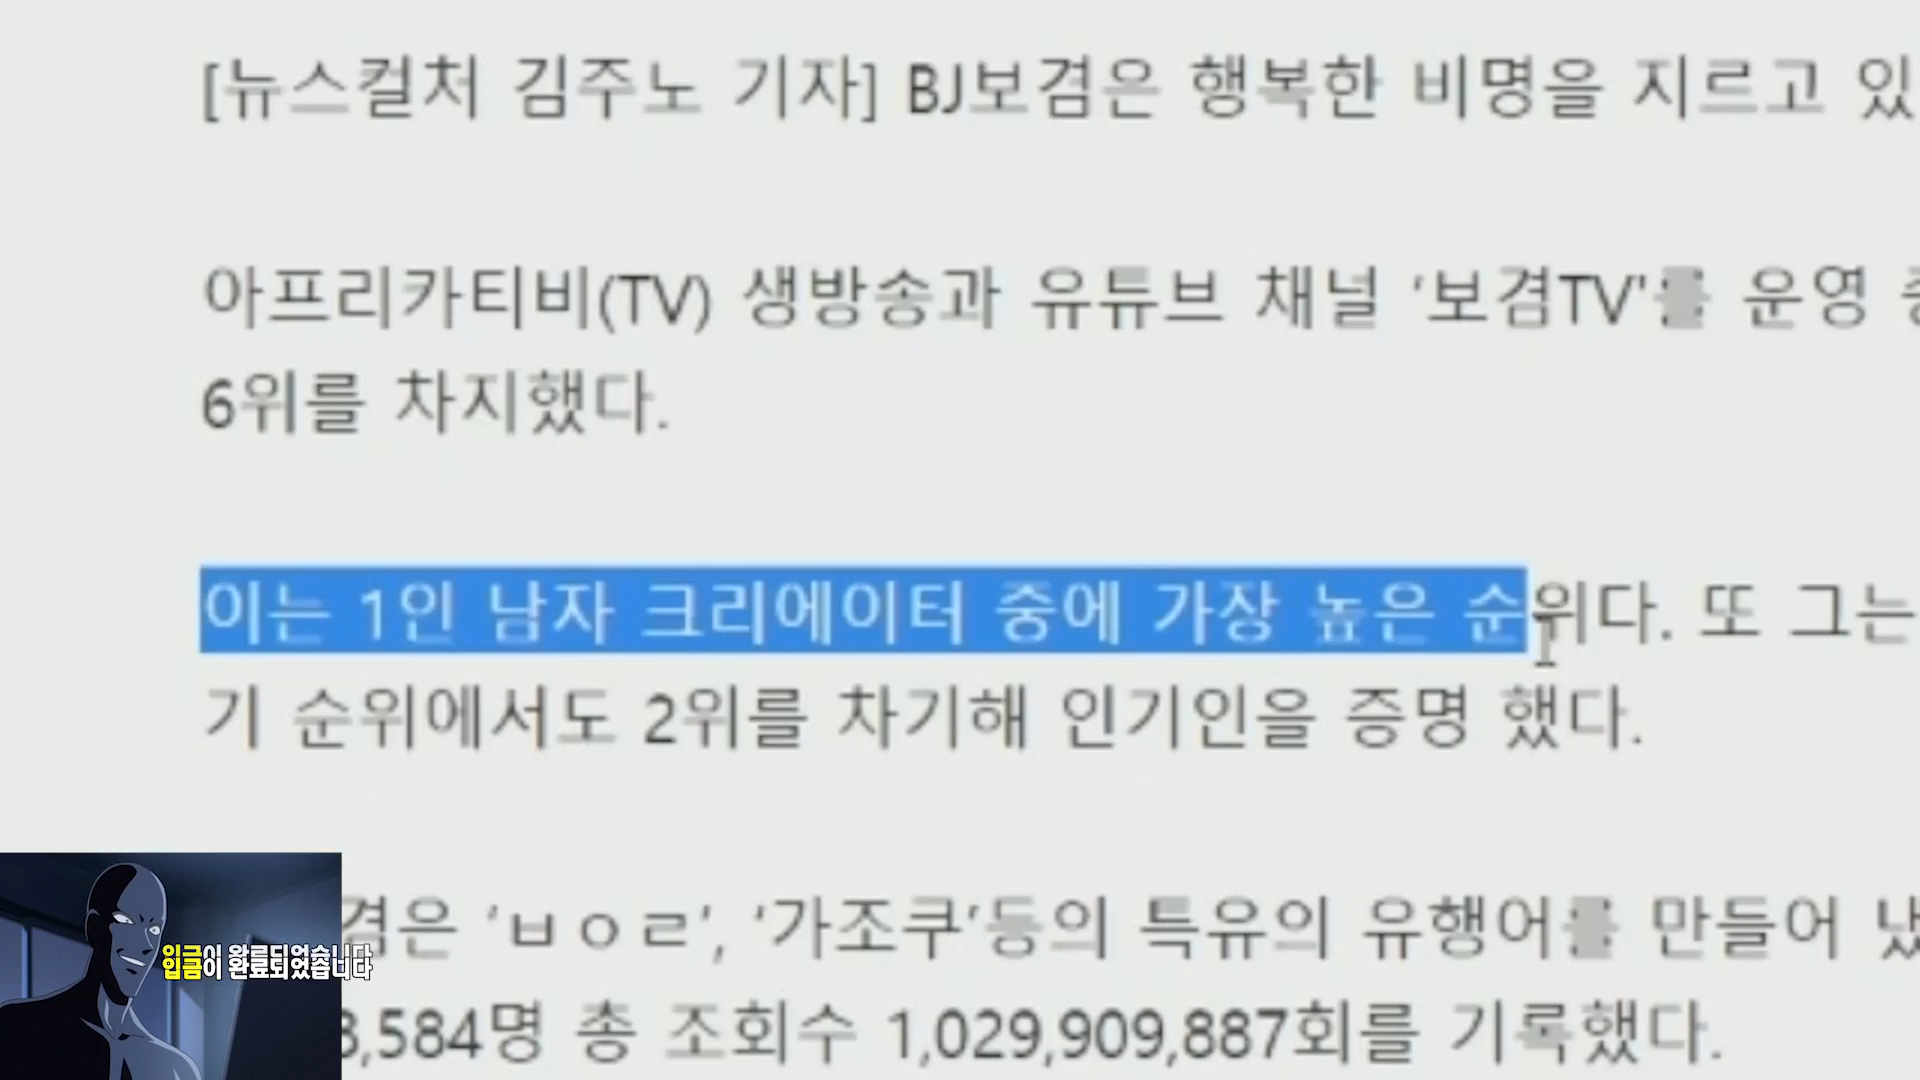 [뉴스컬처 김주노 기자] BJ보겸은 행복한 비명을 지르고 있
아프리카티비(TV) 생방송과 유튜브 채널 '보겸TV'를 운영
6위를 차지했다.
이는 1인 남자 크리에이터 중에 가장 높은 순위다. 또 그는
기 순위에서도 2위를 차기해 인기인을 증명 했다.
겸은 'ㅂㅇㄹ', '가조쿠'등의 특유의 유행어를 만들어 냈
3,584명 총 조회수 1,029,909,887회를 기록했다.
입금이 완료되었습니다